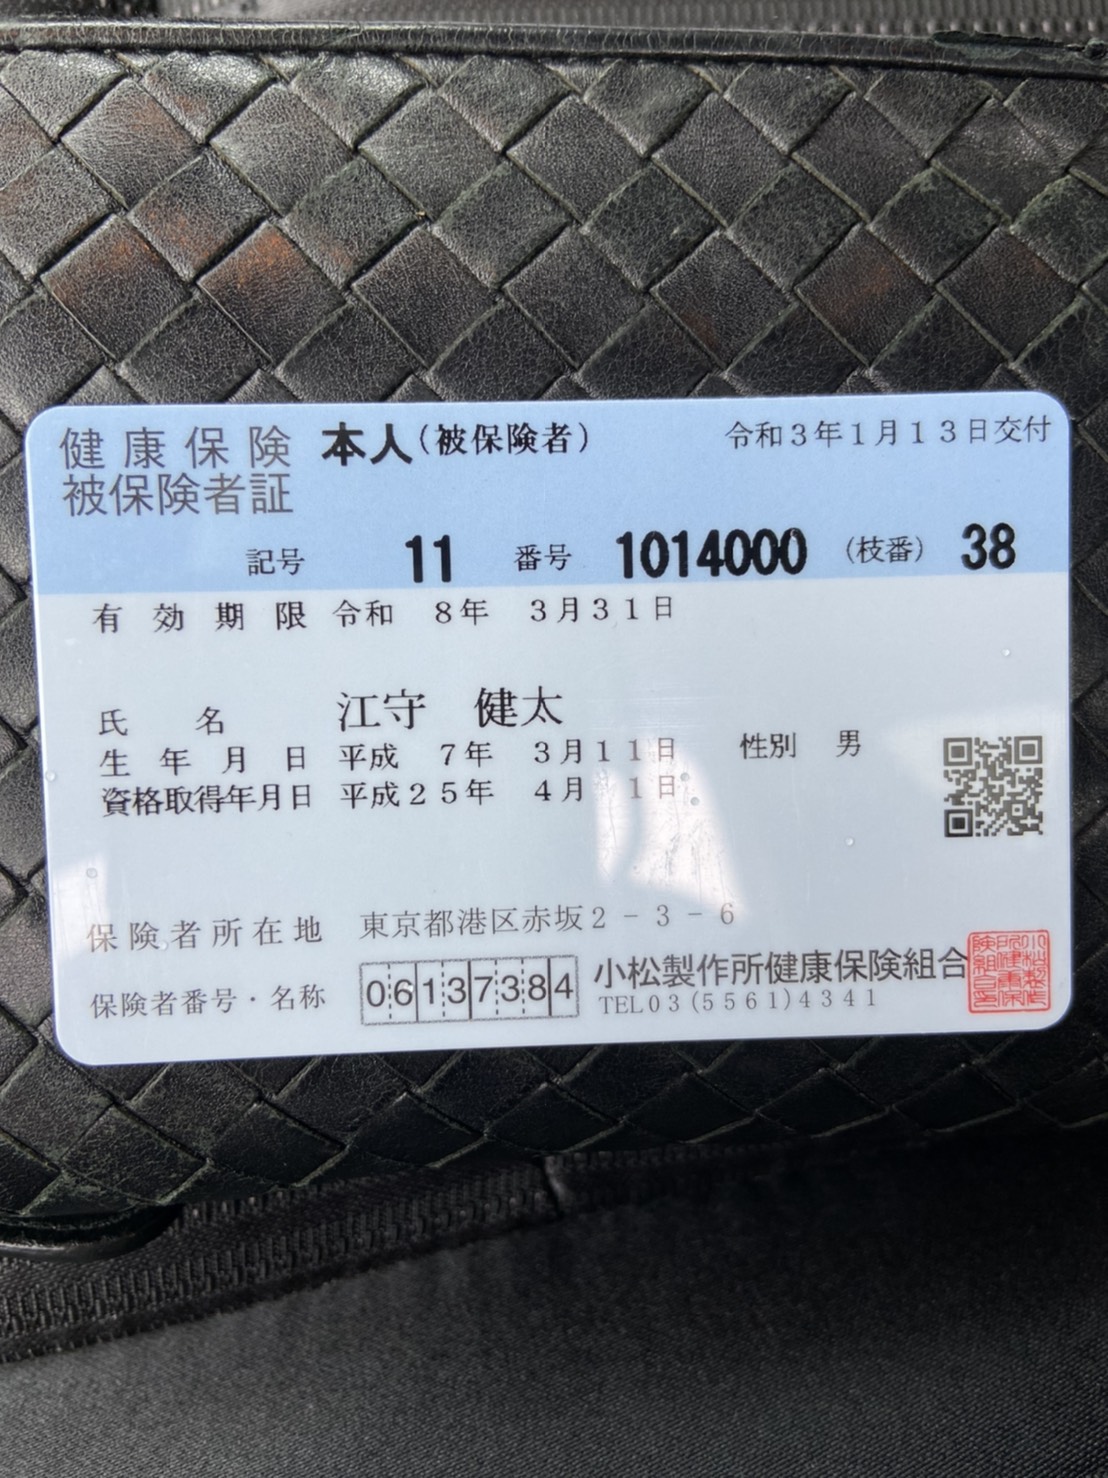 健康保険 本人(被保険者) 令和3年1月13日交付
被保険者証
記号 11 番号 1014000 (枝番) 38
有効期限 令和 8年 3月31日
氏名 江守 健太
生年月日 平成 7年 3月11日 性別 男
資格取得年月日 平成25年 4月 1日
保険者所在地 東京都港区赤坂2-3-6
保険者番号・名称 06137384 小松製作所健康保険組合
TEL03(5561)4341